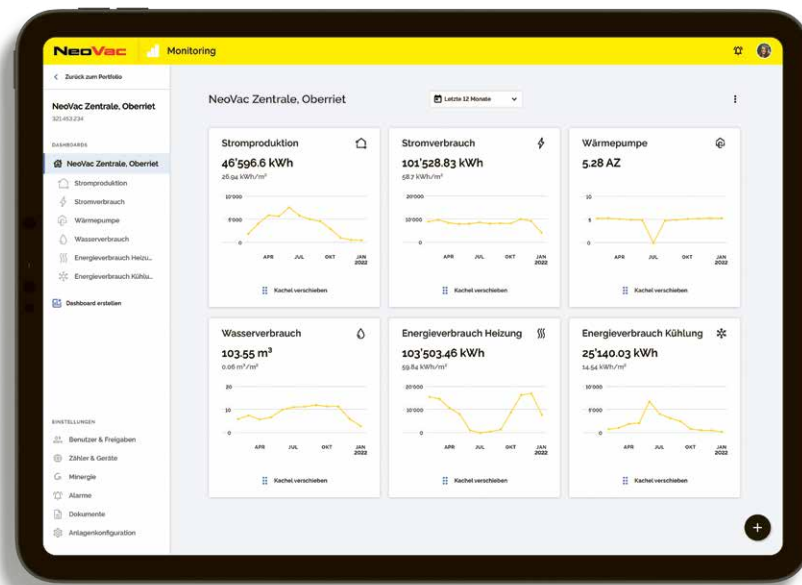 NeoVac Monitoring
Zurück zum Portfolio
NeoVac Zentrale, Oberriet
321.453.234
DASHBOARDS
NeoVac Zentrale, Oberriet
Stromproduktion
Stromverbrauch
Wärmepumpe
Wasserverbrauch
Energieverbrauch Heizu...
Energieverbrauch Kühlu...
Dashboard erstellen
EINSTELLUNGEN
Benutzer & Freigaben
Zähler & Geräte
Minergie
Alarme
Dokumente
Anlagenkonfiguration
NeoVac Zentrale, Oberriet
Letzte 12 Monate
Stromproduktion
46'596.6 kWh
26.94 kWh/m²
10'000
5'000
0
APR JUL OKT JAN
2022
Kachel verschieben
Stromverbrauch
101'528.83 kWh
58.7 kWh/m²
20'000
10'000
0
APR JUL OKT JAN
2022
Kachel verschieben
Wärmepumpe
5.28 AZ
10
5
0
APR JUL OKT JAN
2022
Kachel verschieben
Wasserverbrauch
103.55 m³
0.06 m³/m²
20
10
0
APR JUL OKT JAN
2022
Kachel verschieben
Energieverbrauch Heizung
103'503.46 kWh
59.84 kWh/m²
20'000
10'000
0
APR JUL OKT JAN
2022
Kachel verschieben
Energieverbrauch Kühlung
25'140.03 kWh
14.54 kWh/m²
10'000
5'000
0
APR JUL OKT JAN
2022
Kachel verschieben